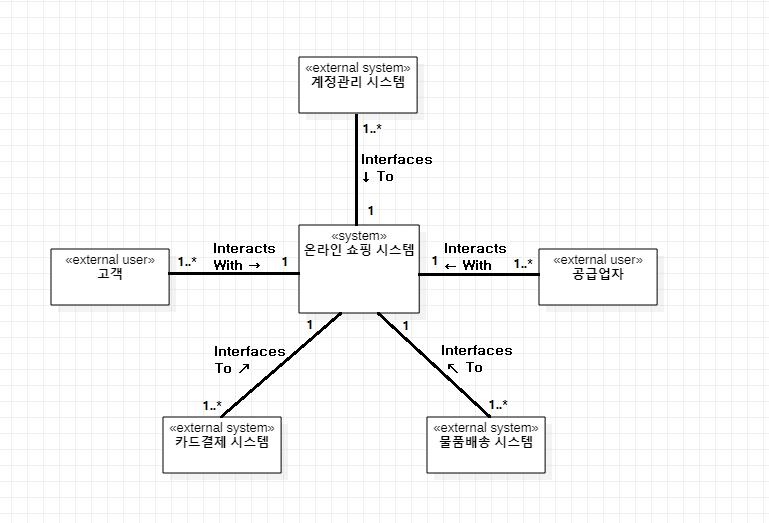 «external system»
계정관리 시스템
1..*
Interfaces
↓ To
1
«system»
온라인 쇼핑 시스템
«external user»
고객
1..*
Interacts
With →
1
1
Interacts
← With
1..*
«external user»
공급업자
1
Interfaces
To ↗
1..*
«external system»
카드결제 시스템
1
Interfaces
↖ To
1..*
«external system»
물품배송 시스템